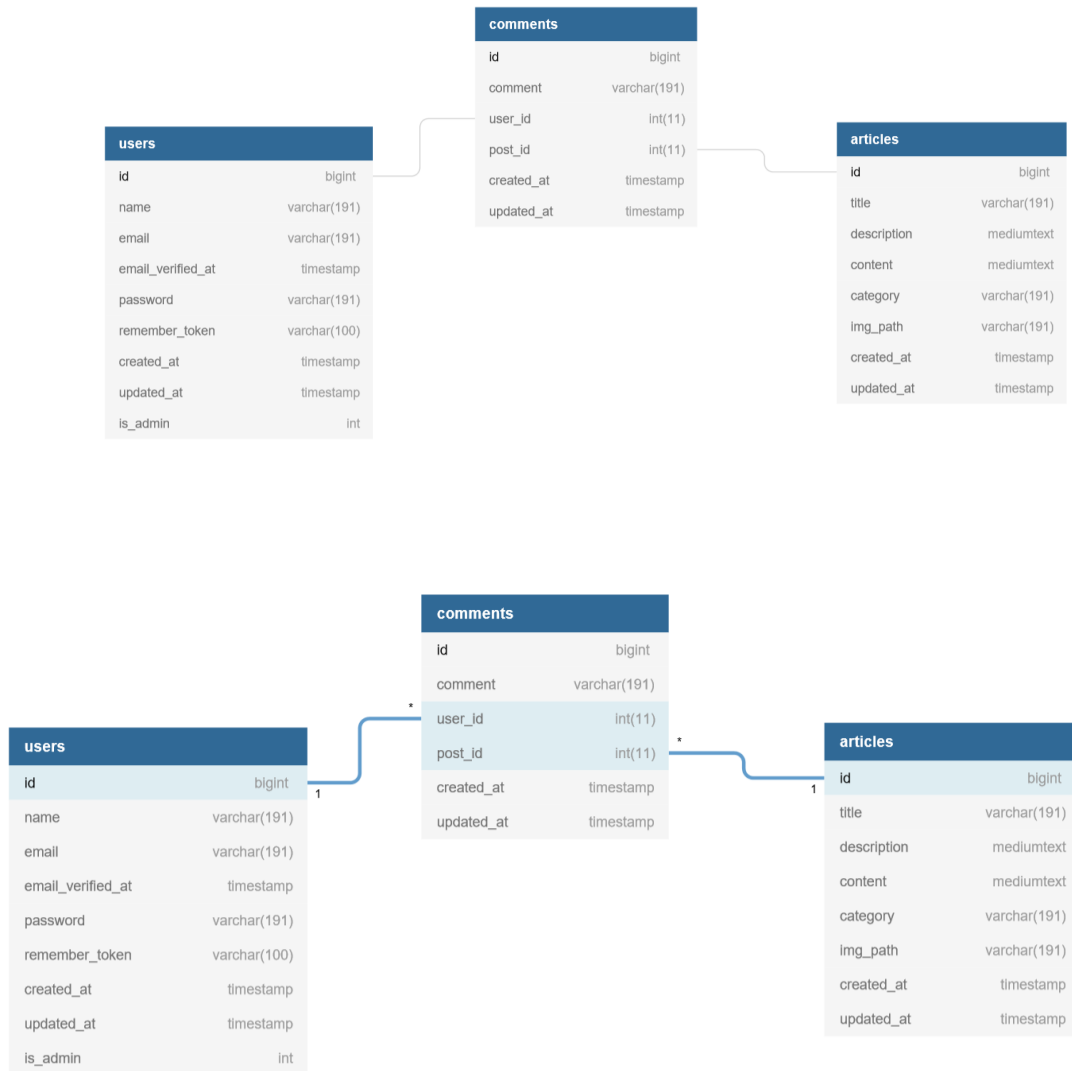 comments
id bigint
comment varchar(191)
user_id int(11)
post_id int(11)
created_at timestamp
updated_at timestamp
users
id bigint
name varchar(191)
email varchar(191)
email_verified_at timestamp
password varchar(191)
remember_token varchar(100)
created_at timestamp
updated_at timestamp
is_admin int
articles
id bigint
title varchar(191)
description mediumtext
content mediumtext
category varchar(191)
img_path varchar(191)
created_at timestamp
updated_at timestamp
comments
id bigint
comment varchar(191)
* user_id int(11)
post_id int(11) *
created_at timestamp
updated_at timestamp
users
id bigint 1
name varchar(191)
email varchar(191)
email_verified_at timestamp
password varchar(191)
remember_token varchar(100)
created_at timestamp
updated_at timestamp
is_admin int
articles
1 id bigint
title varchar(191)
description mediumtext
content mediumtext
category varchar(191)
img_path varchar(191)
created_at timestamp
updated_at timestamp